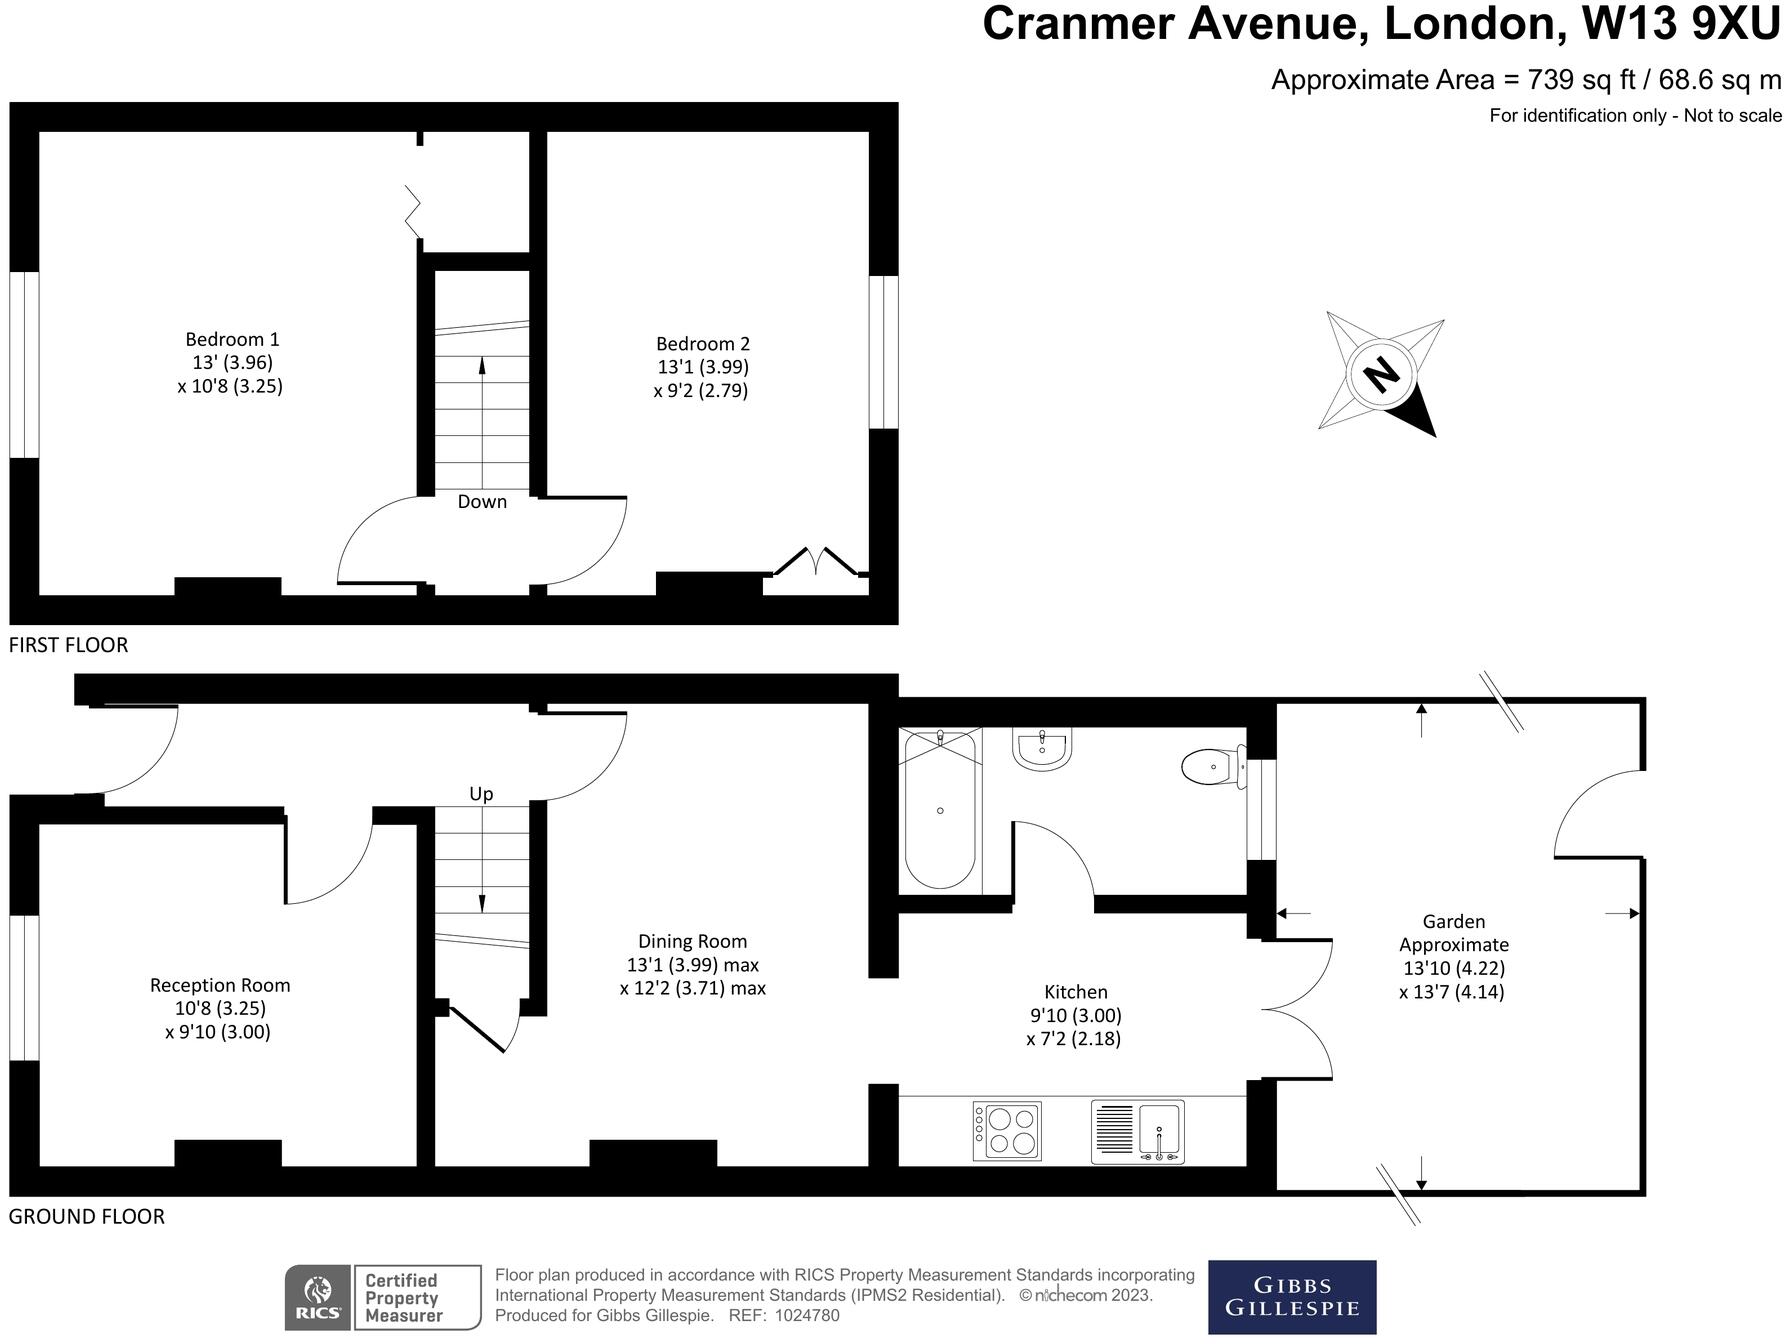 Cranmer Avenue, London, W13 9XU
Approximate Area = 739 sq ft / 68.6 sq m
For identification only - Not to scale
Bedroom 1
13' (3.96)
x 10'8 (3.25)
Bedroom 2
13'1 (3.99)
x 9'2 (2.79)
N
Down
FIRST FLOOR
Up
Reception Room
10'8 (3.25)
x 9'10 (3.00)
Dining Room
13'1 (3.99) max
x 12'2 (3.71) max
Kitchen
9'10 (3.00)
x 7'2 (2.18)
Garden
Approximate
13'10 (4.22)
x 13'7 (4.14)
GROUND FLOOR
RICS
Certified
Property
Measurer
Floor plan produced in accordance with RICS Property Measurement Standards incorporating
International Property Measurement Standards (IPMS2 Residential). © nichecom 2023.
Produced for Gibbs Gillespie. REF: 1024780
GIBBS
GILLESPIE